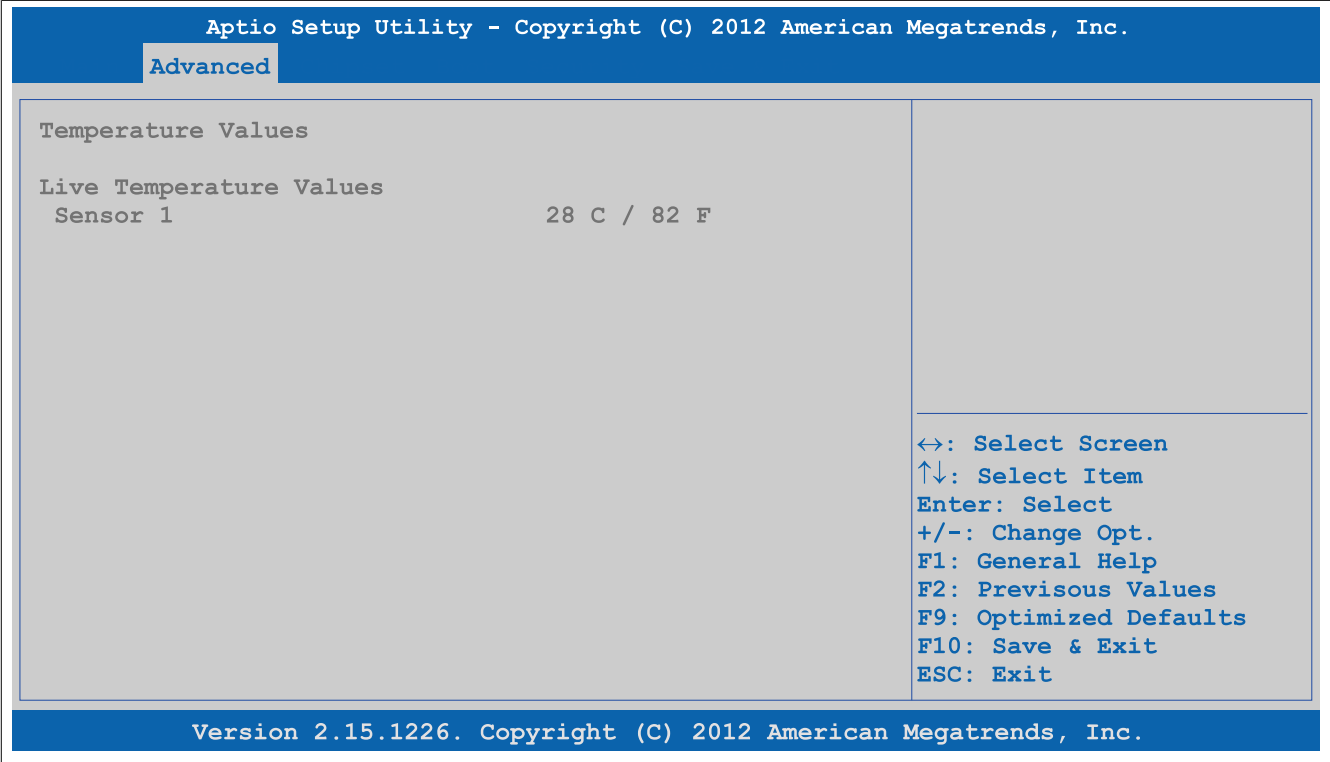 Aptio Setup Utility - Copyright (C) 2012 American Megatrends, Inc.
Advanced
Temperature Values
Live Temperature Values
Sensor 1 28 C / 82 F
↔: Select Screen
↑↓: Select Item
Enter: Select
+/-: Change Opt.
F1: General Help
F2: Previsous Values
F9: Optimized Defaults
F10: Save & Exit
ESC: Exit
Version 2.15.1226. Copyright (C) 2012 American Megatrends, Inc.